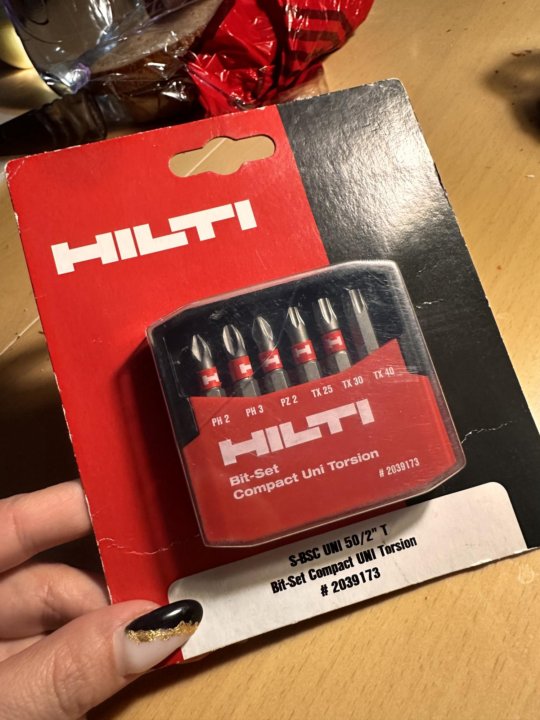 HILTI
PH 2 PH 3 PZ 2 TX 25 TX 30 TX 40
HILTI
Bit-Set
Compact Uni Torsion
# 2039173
S-BSC UNI 50/2" T
Bit-Set Compact UNI Torsion
# 2039173